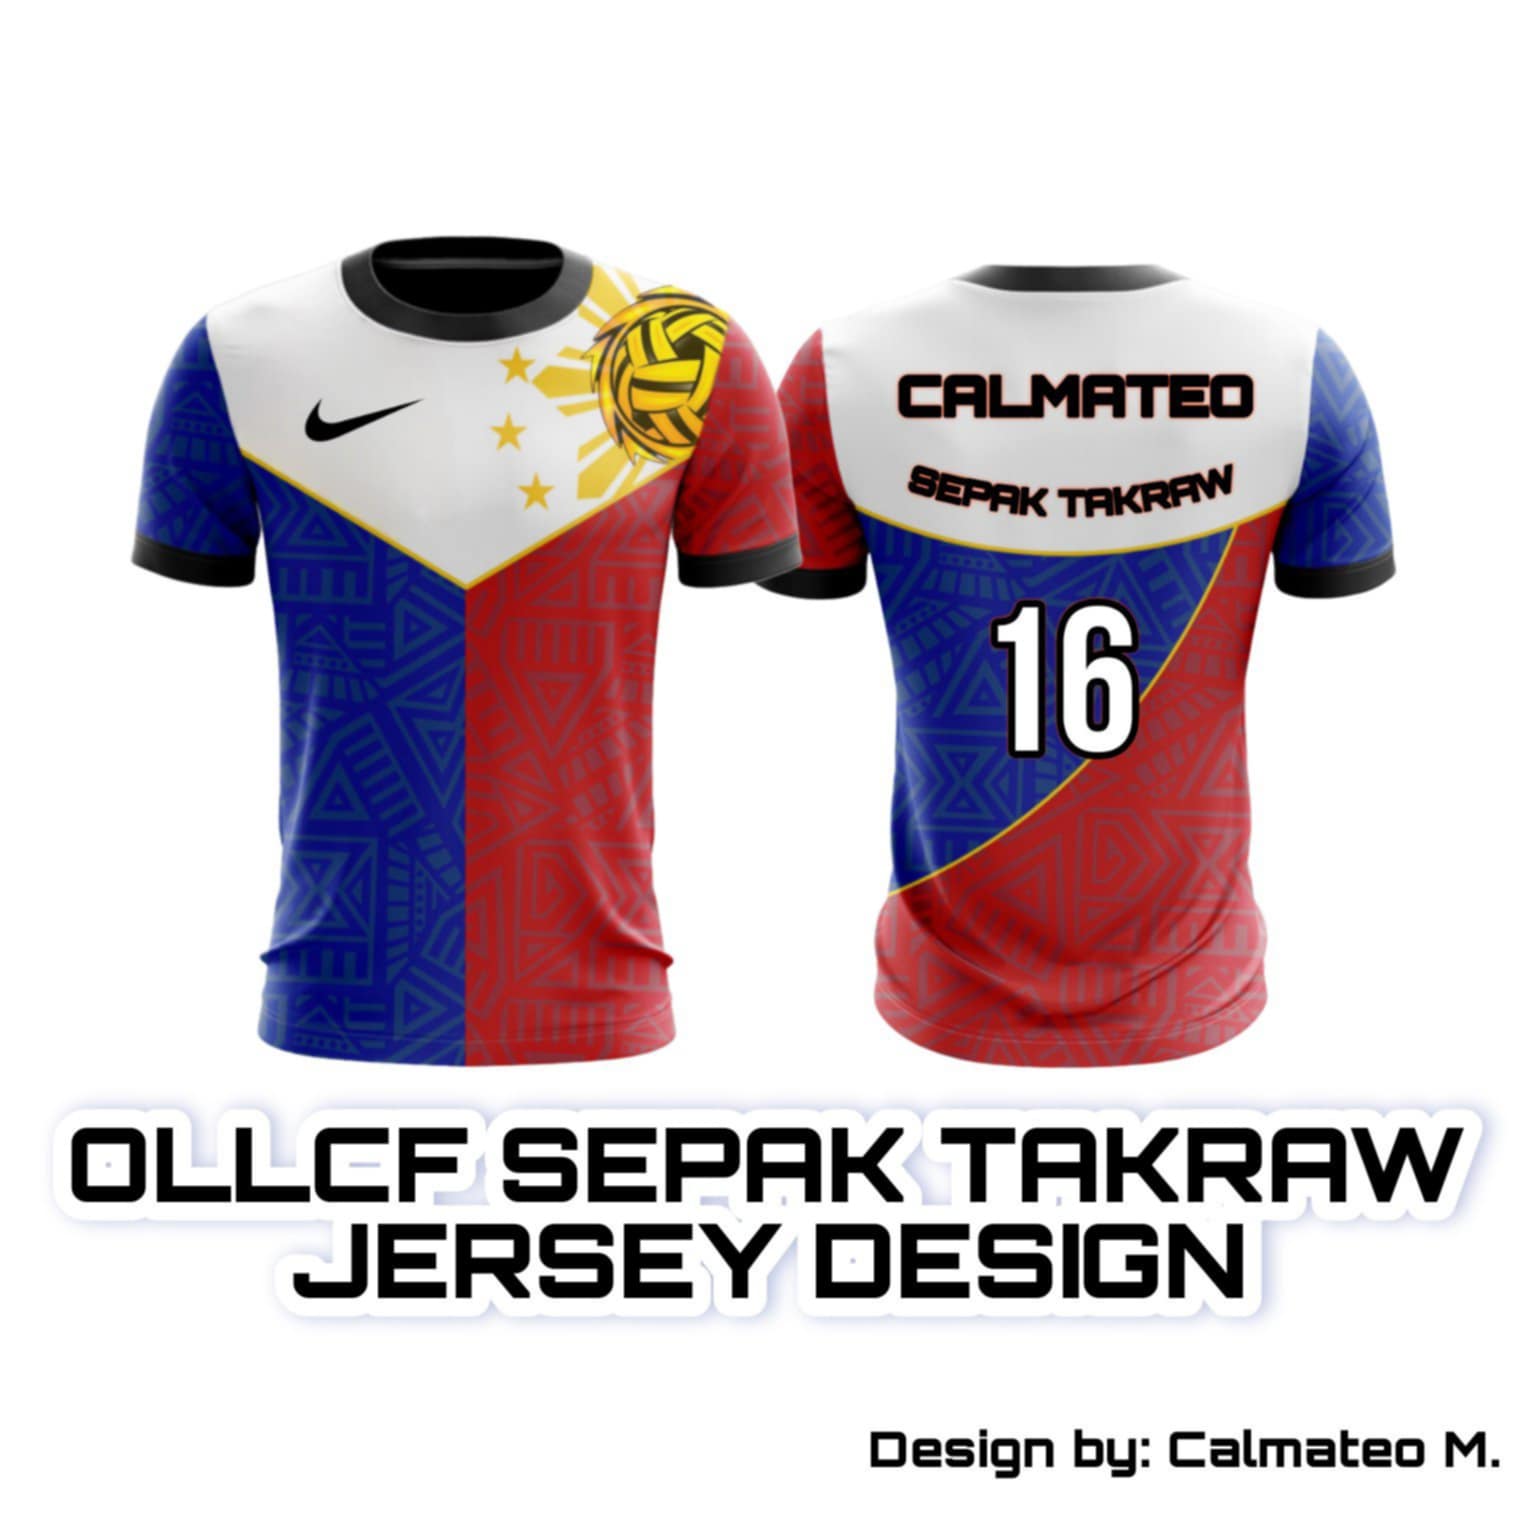 CALMATEO
SEPAK TAKRAW
16
OLLCF SEPAK TAKRAW
JERSEY DESIGN
Design by: Calmateo M.